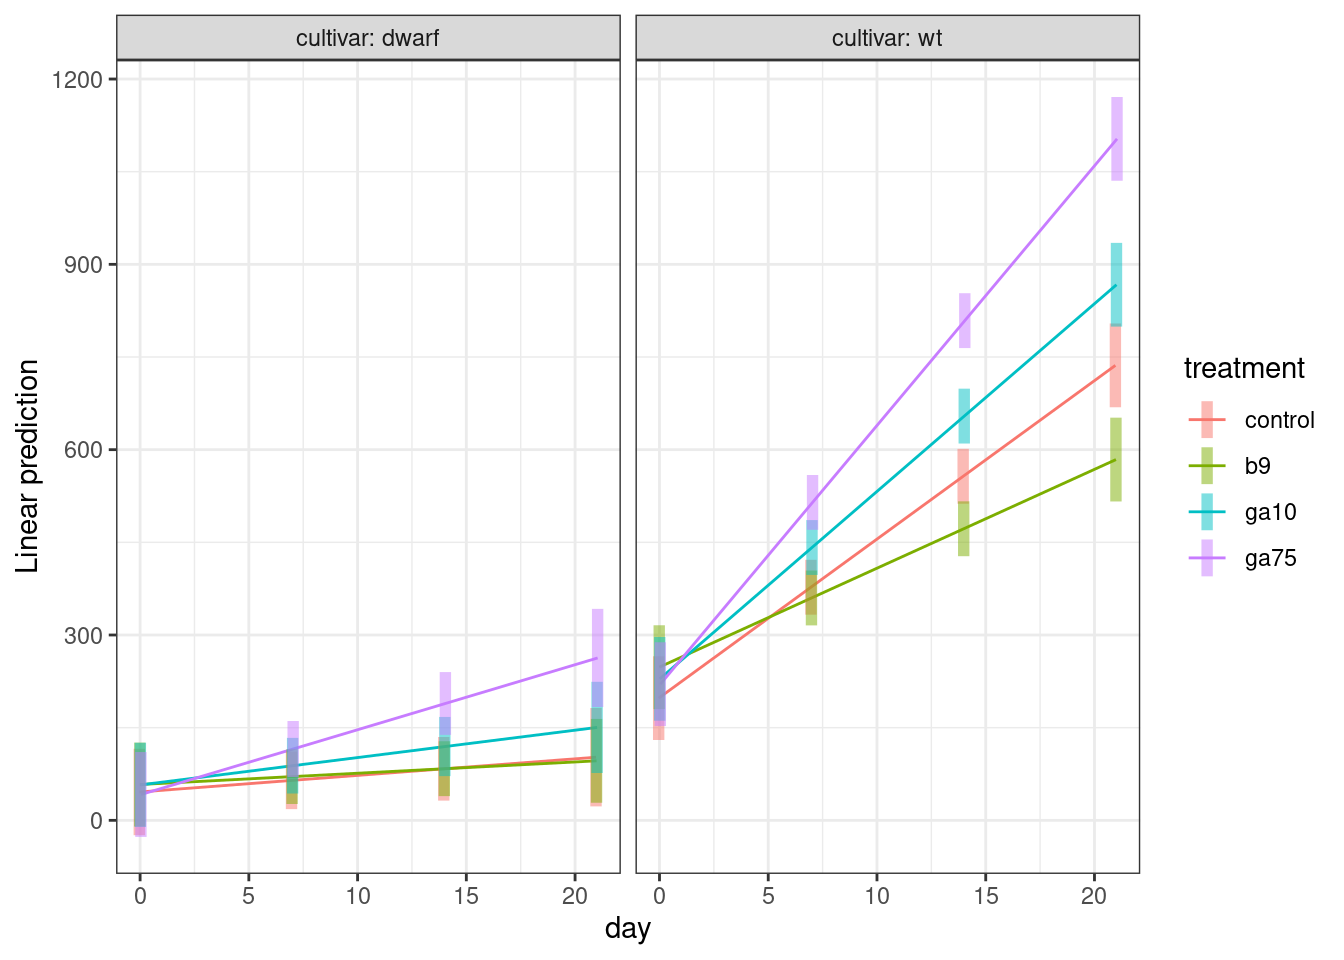 cultivar: dwarf
cultivar: wt
1200
900
600
300
0
Linear prediction
0 5 10 15 20
0 5 10 15 20
day
treatment
control
b9
ga10
ga75